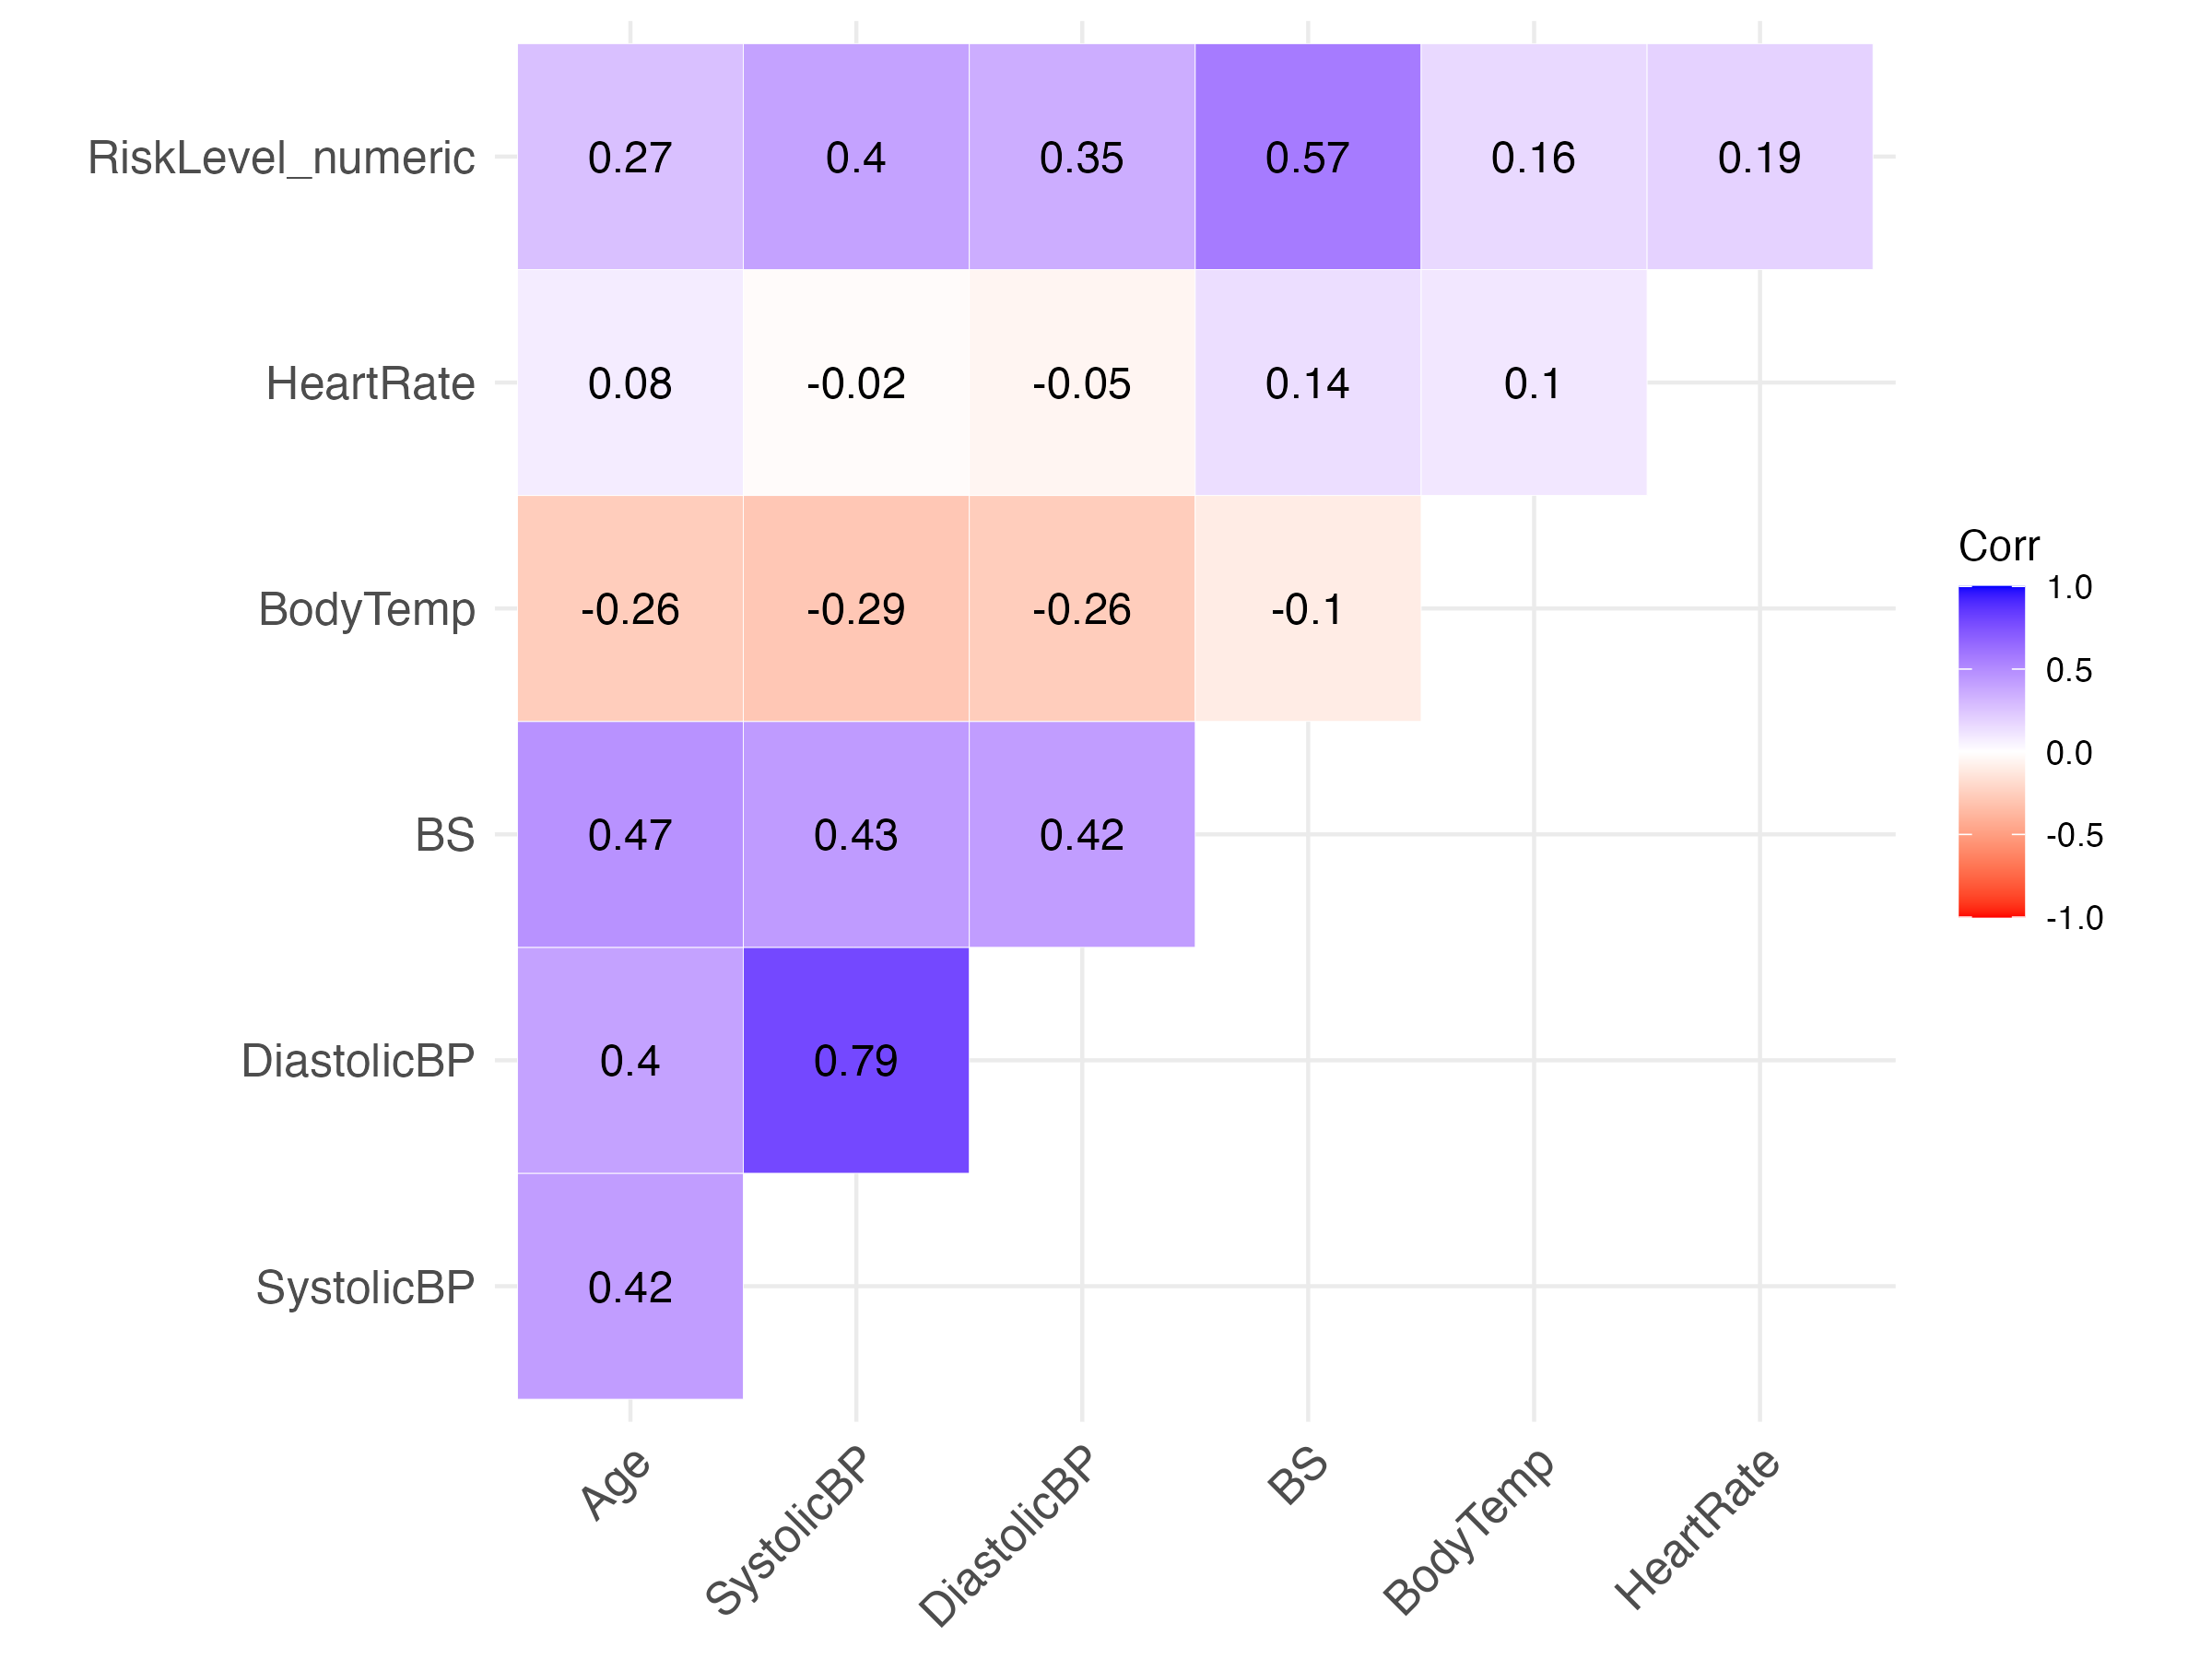 RiskLevel_numeric 0.27 0.4 0.35 0.57 0.16 0.19
HeartRate 0.08 -0.02 -0.05 0.14 0.1
BodyTemp -0.26 -0.29 -0.26 -0.1
BS 0.47 0.43 0.42
DiastolicBP 0.4 0.79
SystolicBP 0.42
Age SystolicBP DiastolicBP BS BodyTemp HeartRate
Corr
1.0
0.5
0.0
-0.5
-1.0